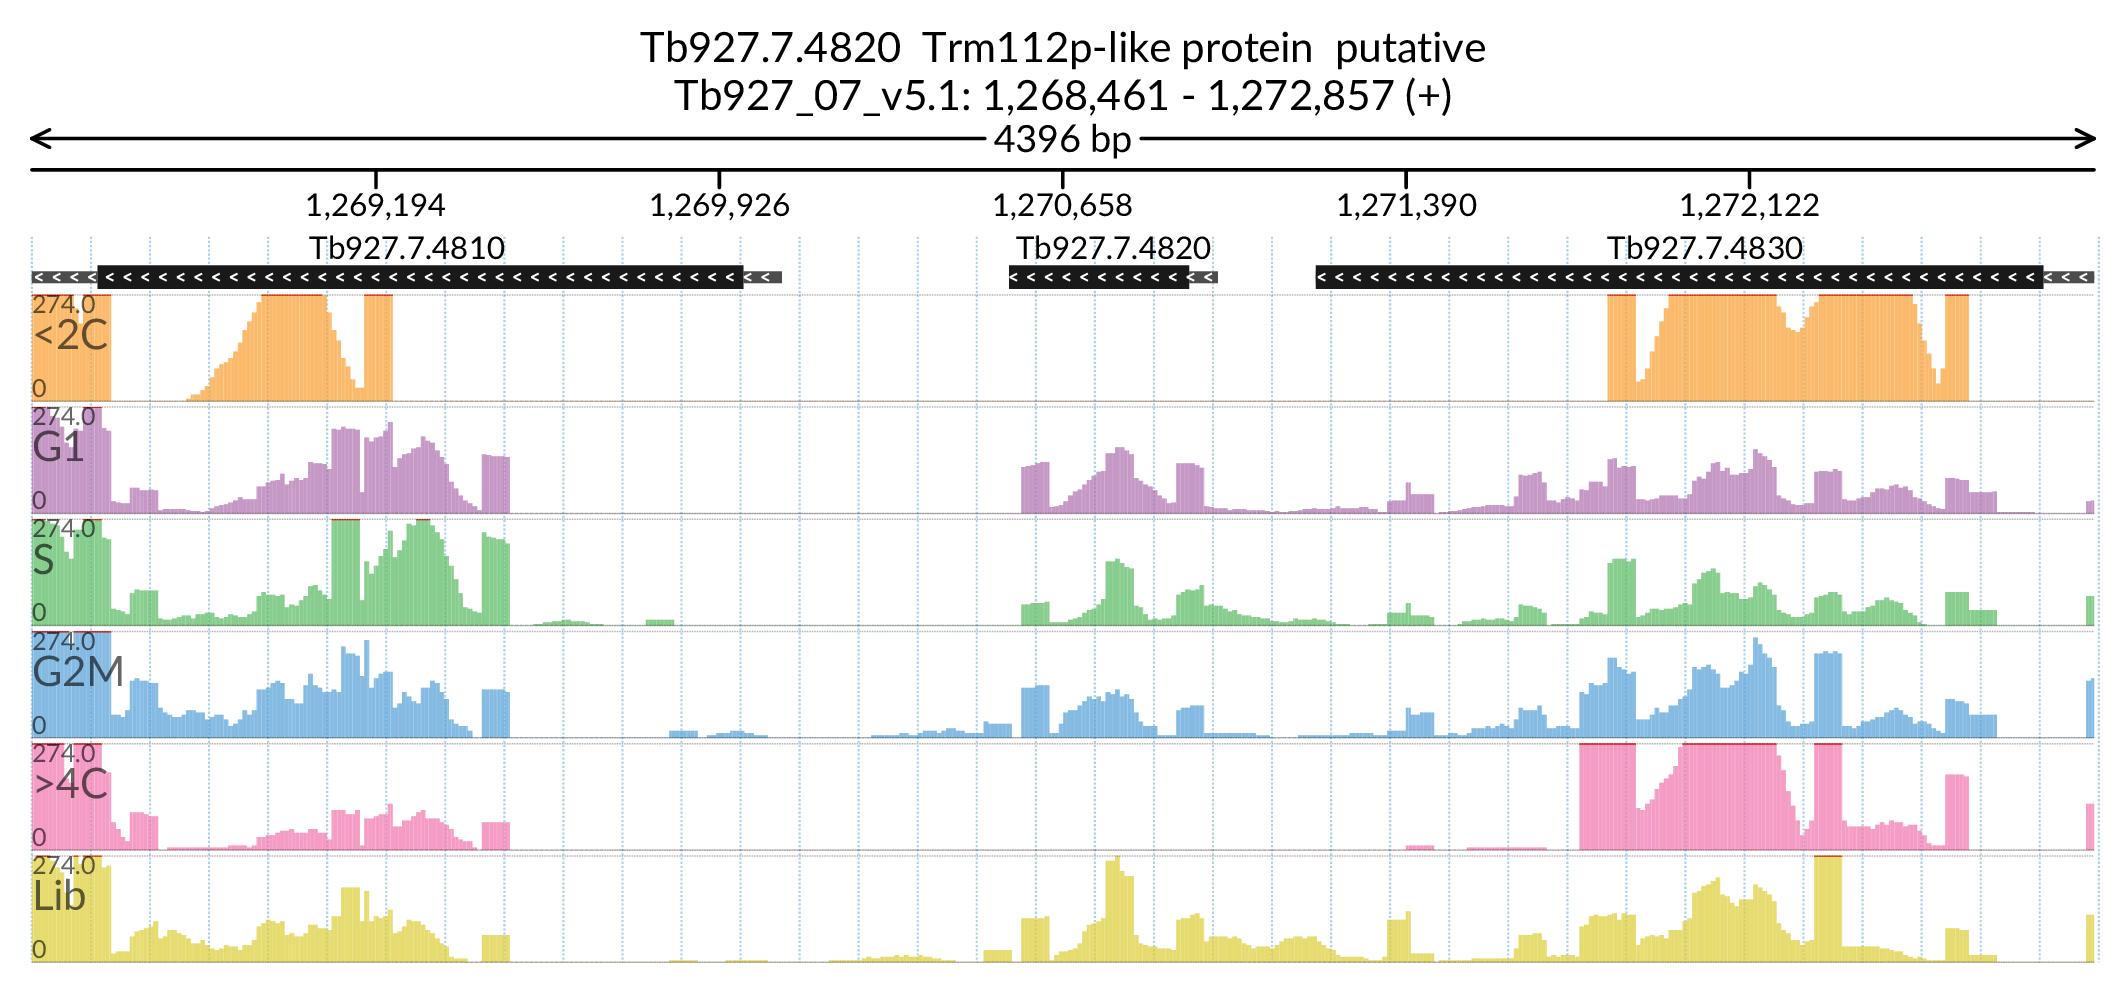 Tb927.7.4820 Trm112p-like protein putative
Tb927_07_v5.1: 1,268,461 - 1,272,857 (+)
4396 bp
1,269,194 1,269,926 1,270,658 1,271,390 1,272,122
Tb927.7.4810 Tb927.7.4820 Tb927.7.4830
274.0
<2C
0
274.0
G1
0
274.0
S
0
274.0
G2M
0
274.0
>4C
0
274.0
Lib
0